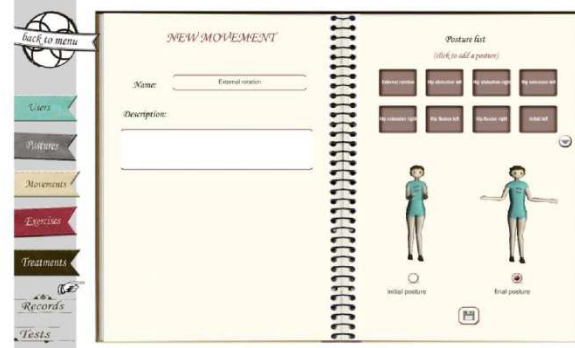 back to menu
Users
Postures
Movements
Exercises
Treatments
Records
Tests
NEW MOVEMENT
Name: External rotation
Description:
Posture list
(click to add a posture)
External rotation Hip abduction left Hip abduction right Hip extension left
Hip extension right Hip flexion left Hip flexion right Initial left
initial posture final posture